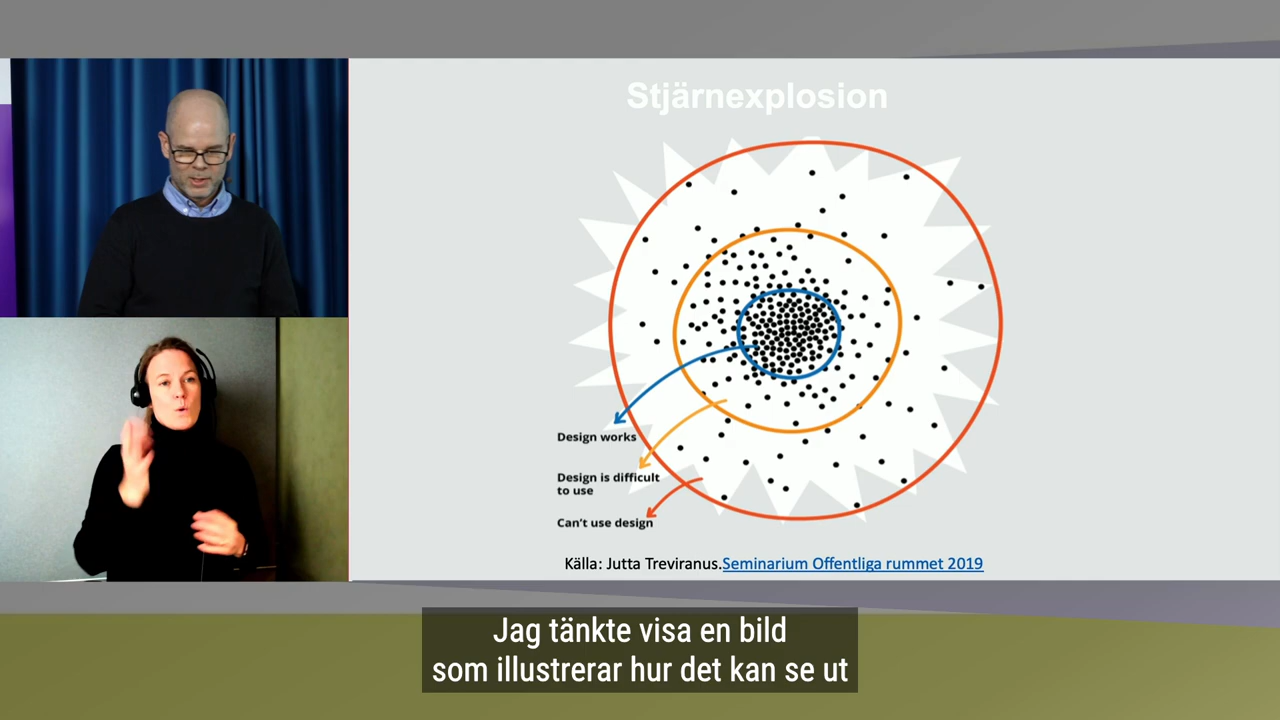 Stjärnexplosion
Design works
Design is difficult
to use
Can't use design
Källa: Jutta Treviranus.Seminarium Offentliga rummet 2019
Jag tänkte visa en bild
som illustrerar hur det kan se ut